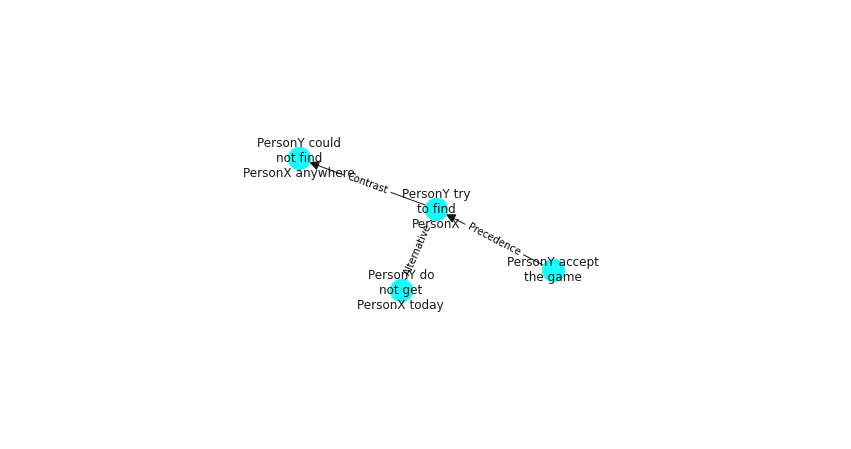 PersonY could
not find
PersonX anywhere
Contrast
PersonY try
to find
PersonX
Precedence
PersonY accept
the game
Alternative
PersonY do
not get
PersonX today